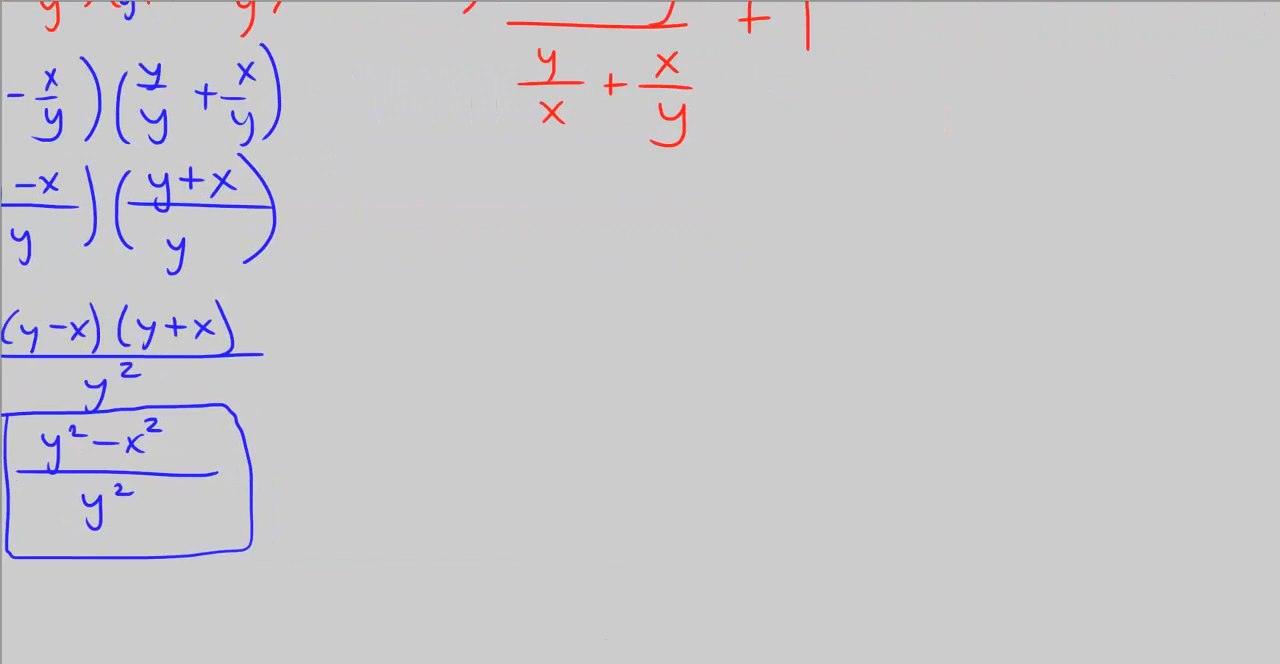 y y y
- x/y ) ( y/y + x/y )
-x/y ) ( y+x/y )
(y-x) (y+x)
y²
y² - x²
y²
y + 1
y/x + x/y